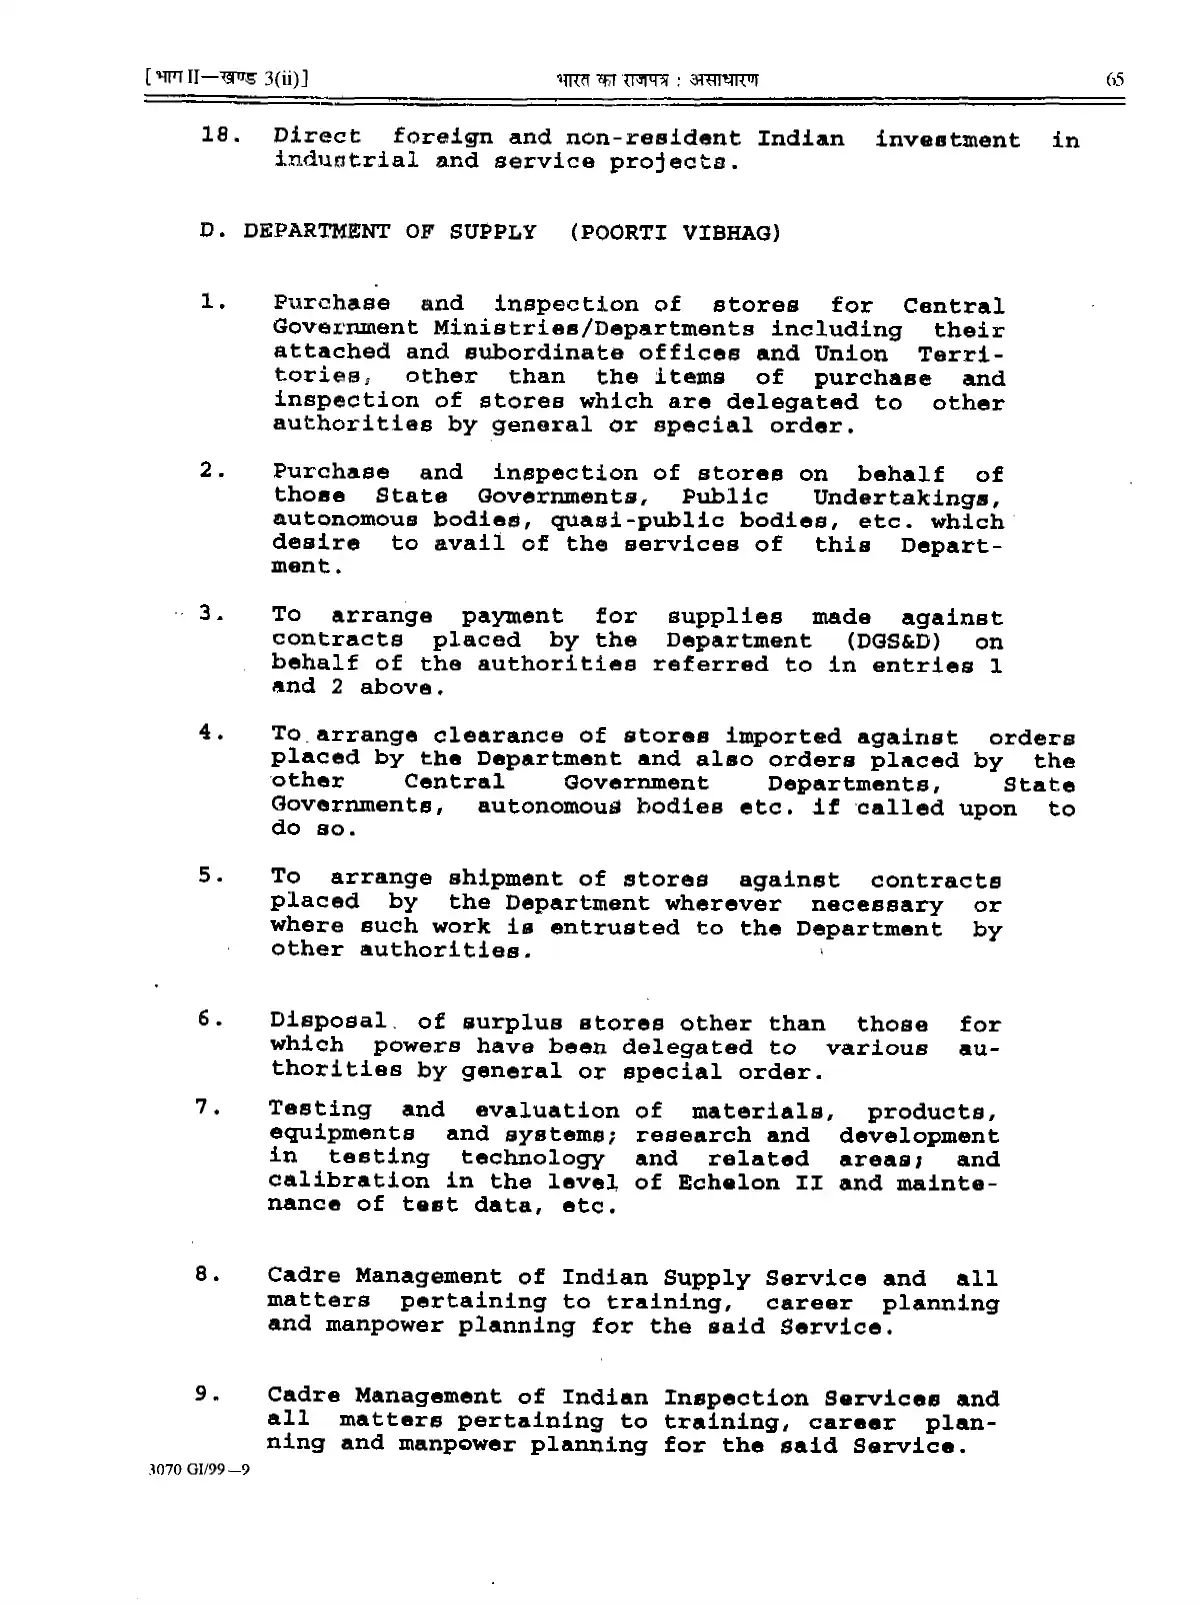 [ भाग II—खण्ड 3(ii) ] भारत का राजपत्र : असाधारण 65
18. Direct foreign and non-resident Indian investment in
industrial and service projects.
D. DEPARTMENT OF SUPPLY (POORTI VIBHAG)
1. Purchase and inspection of stores for Central
Government Ministries/Departments including their
attached and subordinate offices and Union Terri-
tories, other than the items of purchase and
inspection of stores which are delegated to other
authorities by general or special order.
2. Purchase and inspection of stores on behalf of
those State Governments, Public Undertakings,
autonomous bodies, quasi-public bodies, etc. which
desire to avail of the services of this Depart-
ment.
3. To arrange payment for supplies made against
contracts placed by the Department (DGS&D) on
behalf of the authorities referred to in entries 1
and 2 above.
4. To arrange clearance of stores imported against orders
placed by the Department and also orders placed by the
other Central Government Departments, State
Governments, autonomous bodies etc. if called upon to
do so.
5. To arrange shipment of stores against contracts
placed by the Department wherever necessary or
where such work is entrusted to the Department by
other authorities.
6. Disposal of surplus stores other than those for
which powers have been delegated to various au-
thorities by general or special order.
7. Testing and evaluation of materials, products,
equipments and systems; research and development
in testing technology and related areas; and
calibration in the level of Echelon II and mainte-
nance of test data, etc.
8. Cadre Management of Indian Supply Service and all
matters pertaining to training, career planning
and manpower planning for the said Service.
9. Cadre Management of Indian Inspection Services and
all matters pertaining to training, career plan-
ning and manpower planning for the said Service.
3070 GI/99—9